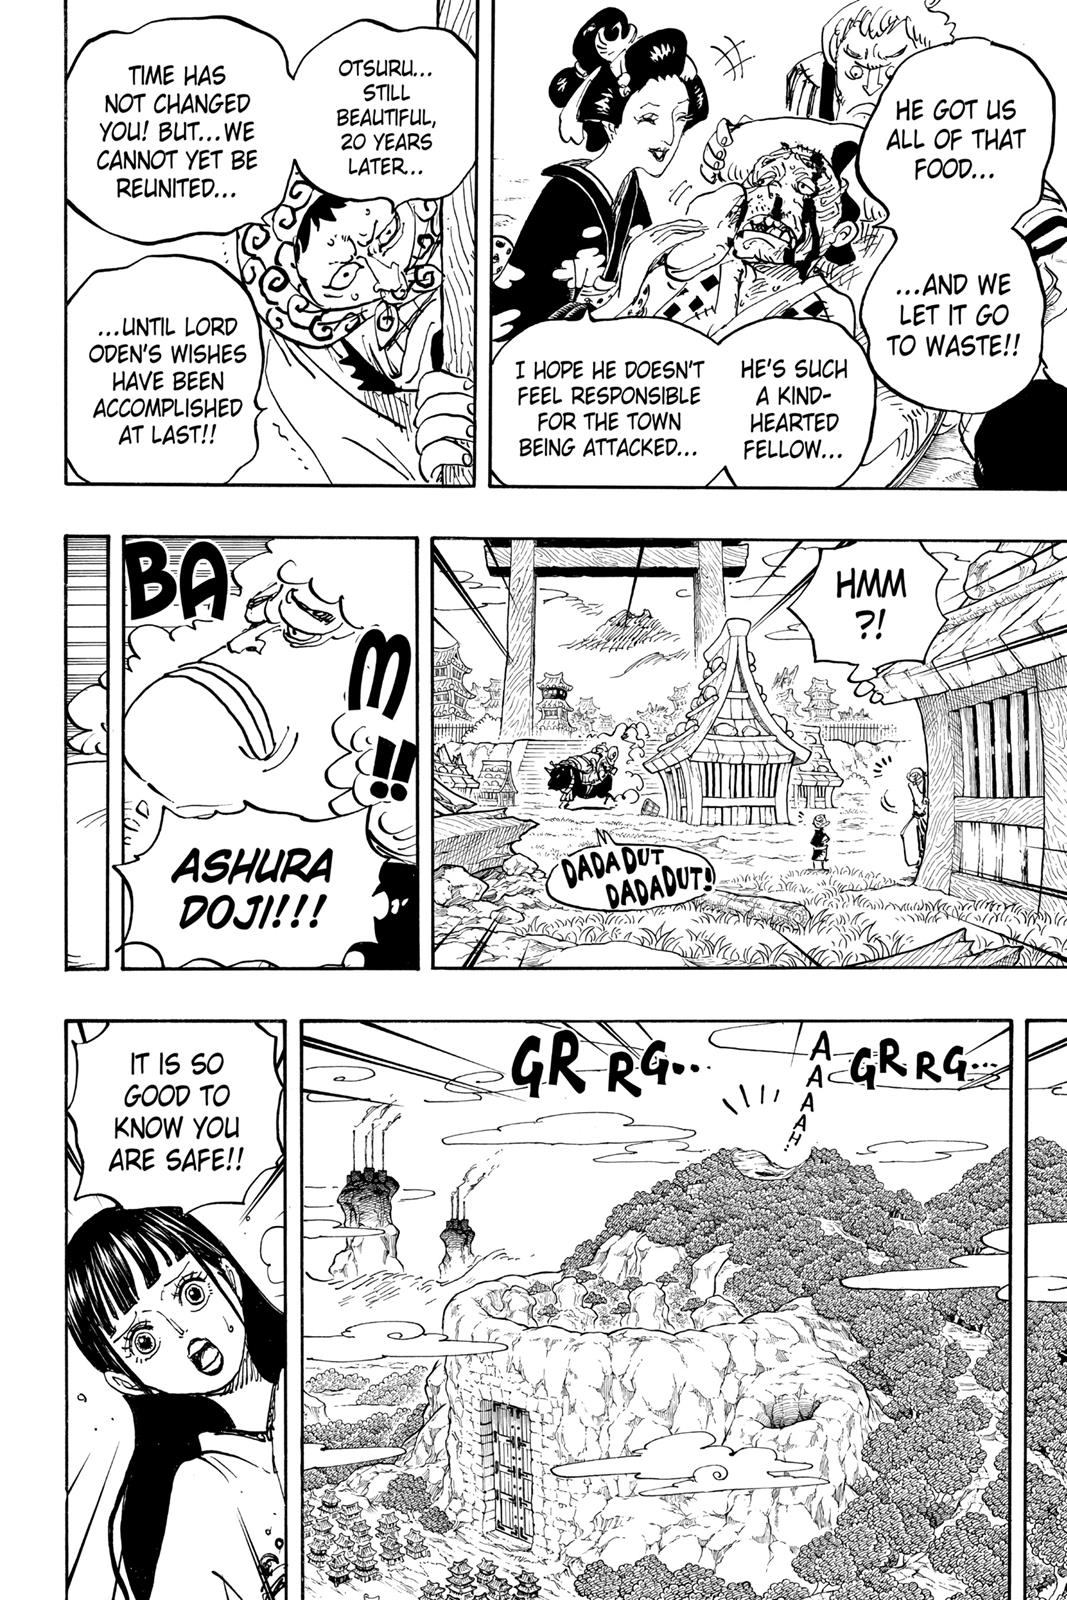 HE GOT US
ALL OF THAT
FOOD...
...AND WE
LET IT GO
TO WASTE!!
HE'S SUCH
A KIND-
HEARTED
FELLOW...
I HOPE HE DOESN'T
FEEL RESPONSIBLE
FOR THE TOWN
BEING ATTACKED...
OTSURU...
STILL
BEAUTIFUL,
20 YEARS
LATER...
TIME HAS
NOT CHANGED
YOU! BUT...WE
CANNOT YET BE
REUNITED...
...UNTIL LORD
ODEN'S WISHES
HAVE BEEN
ACCOMPLISHED
AT LAST!!
HMM
?!
DADADUT
DADADUT!
BAM!!
ASHURA
DOJI!!!
GRRG...
AAAAAH!
GRRG...
IT IS SO
GOOD TO
KNOW YOU
ARE SAFE!!